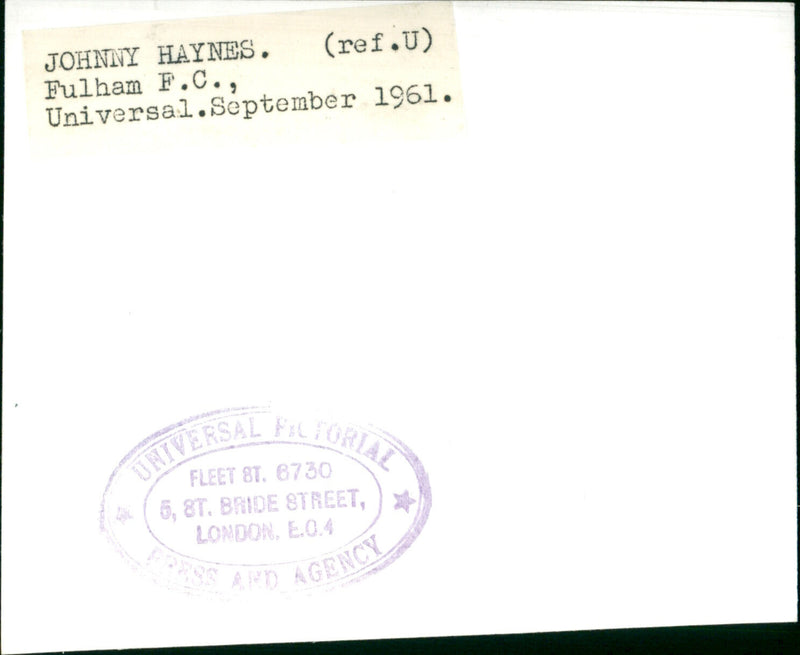 JOHNNY HAYNES. (ref.U)
Fulham F.C.,
Universal.September 1961.
UNIVERSAL PICTORIAL
FLEET ST. 6730
5, ST. BRIDE STREET,
LONDON. E.C.4
PRESS AND AGENCY